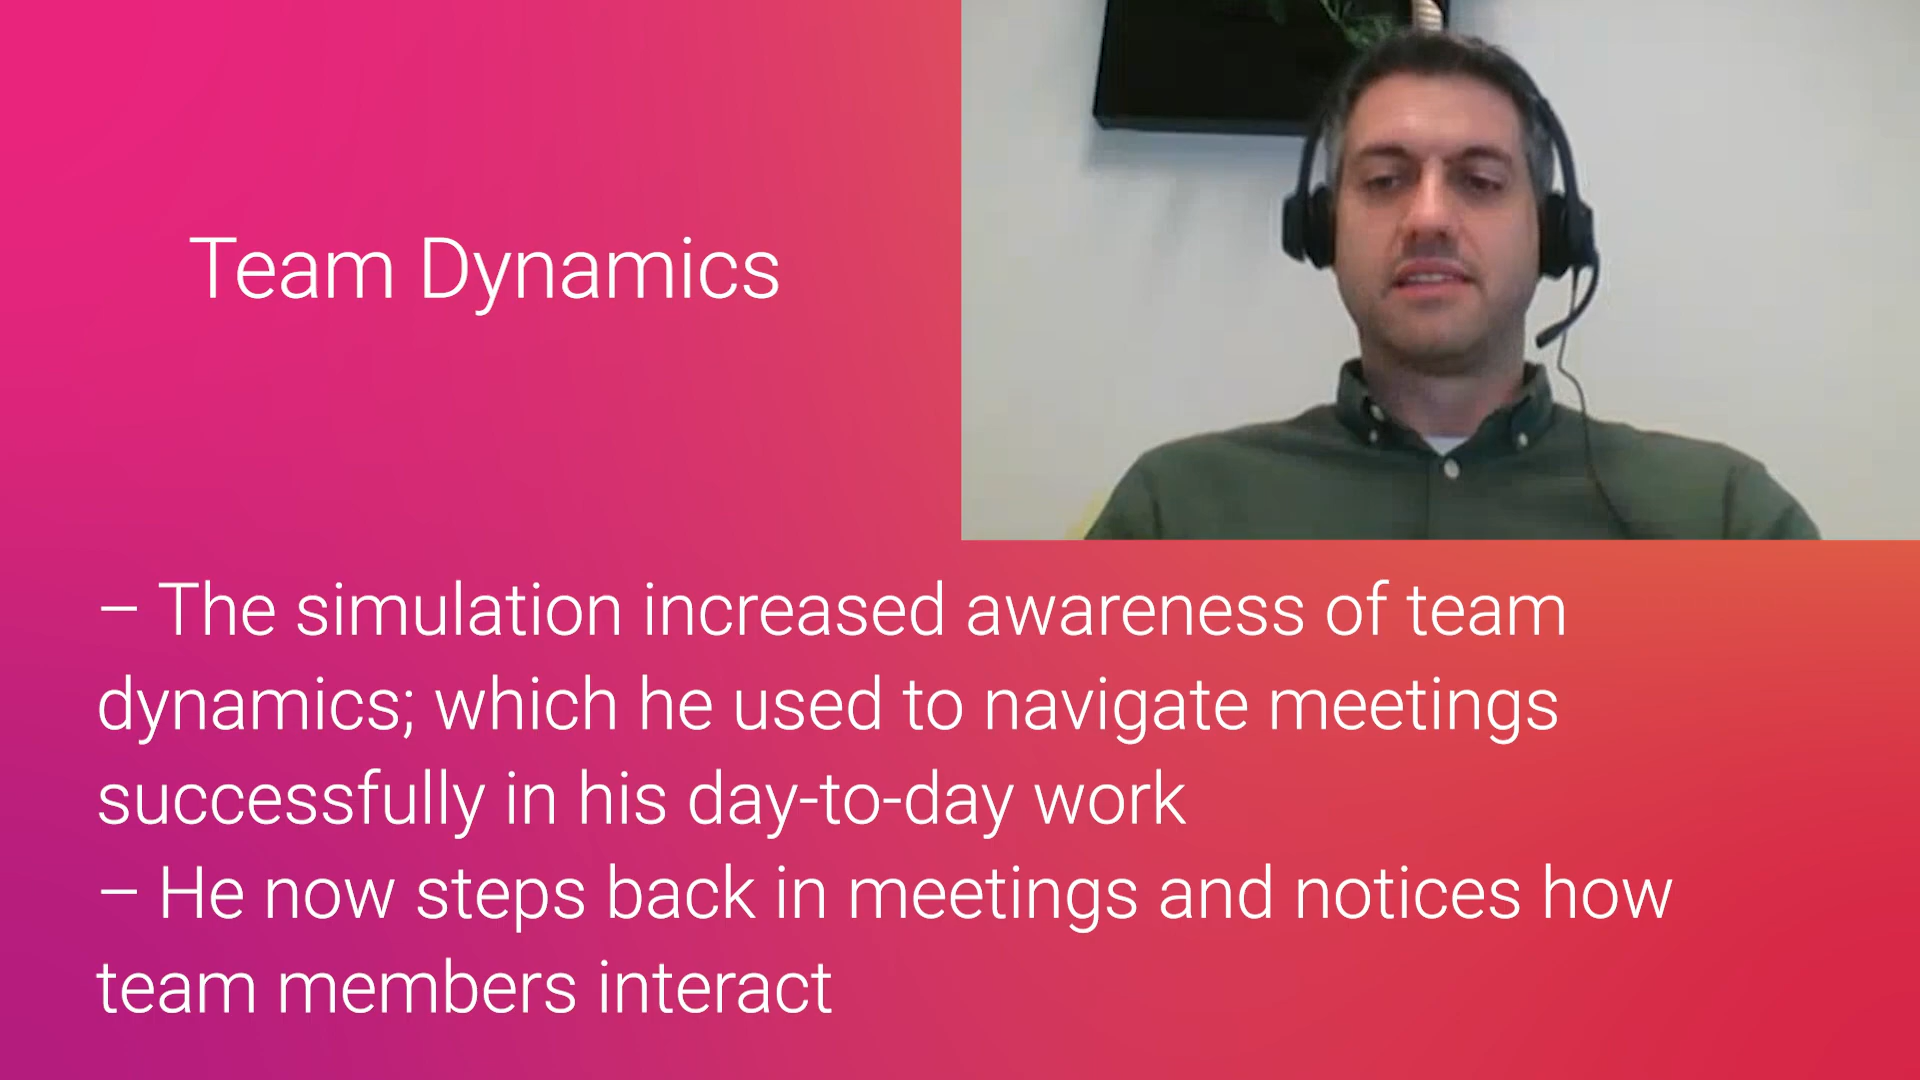 Team Dynamics
– The simulation increased awareness of team
dynamics; which he used to navigate meetings
successfully in his day-to-day work
– He now steps back in meetings and notices how
team members interact